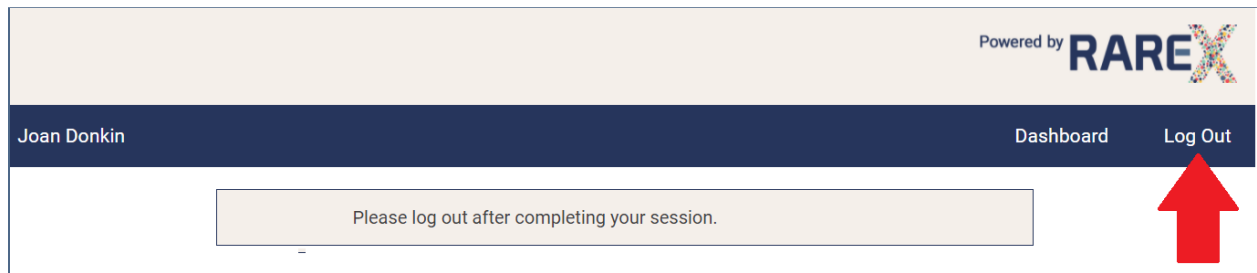 Powered by RAREX
Joan Donkin Dashboard Log Out
Please log out after completing your session.